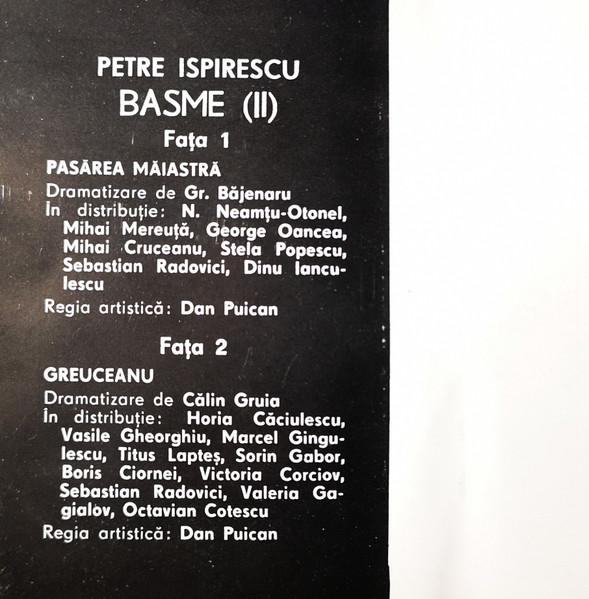 PETRE ISPIRESCU
BASME (II)
Fața 1
PASĂREA MĂIASTRĂ
Dramatizare de Gr. Băjenaru
În distribuție: N. Neamțu-Otonel,
Mihai Mereuță, George Oancea,
Mihai Cruceanu, Stela Popescu,
Sebastian Radovici, Dinu Iancu-
lescu
Regia artistică: Dan Puican
Fața 2
GREUCEANU
Dramatizare de Călin Gruia
În distribuție: Horia Căciulescu,
Vasile Gheorghiu, Marcel Gingu-
lescu, Titus Lapteș, Sorin Gabor,
Boris Ciornei, Victoria Corciov,
Sebastian Radovici, Valeria Ga-
gialov, Octavian Cotescu
Regia artistică: Dan Puican